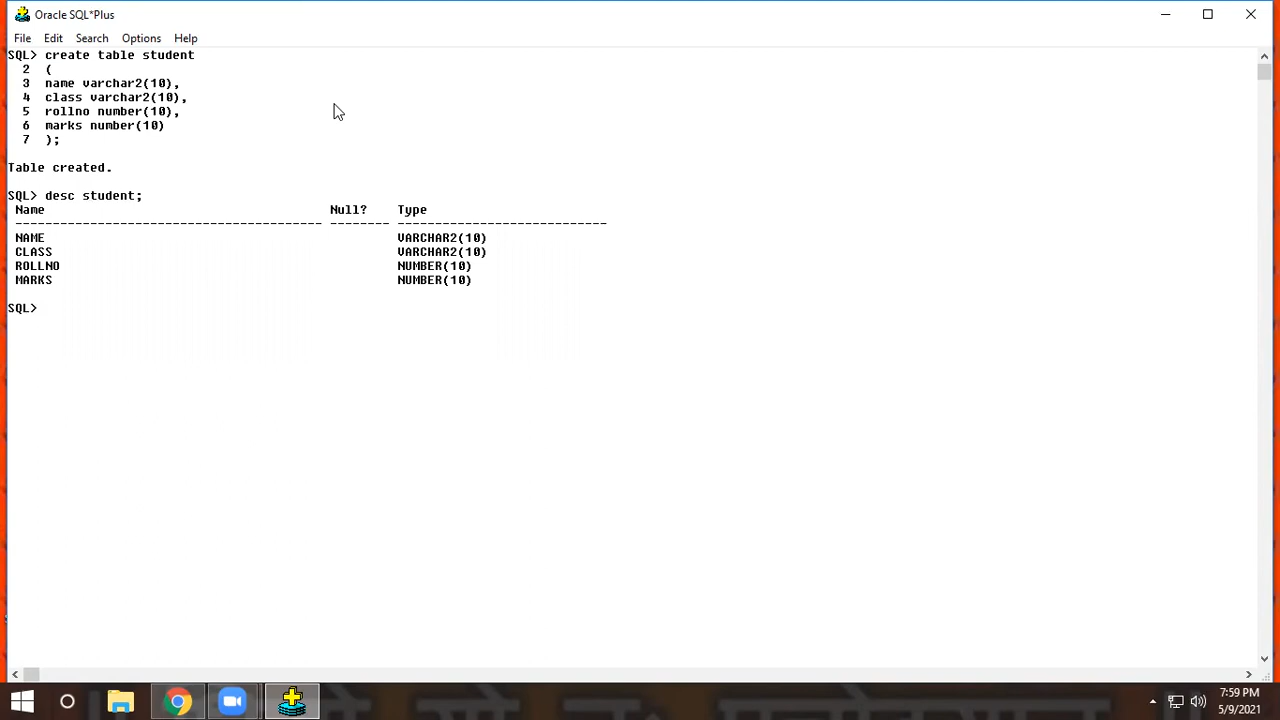 Oracle SQL*Plus
File Edit Search Options Help
SQL> create table student
2 (
3 name varchar2(10),
4 class varchar2(10),
5 rollno number(10),
6 marks number(10)
7 );
Table created.
SQL> desc student;
Name Null? Type
----------------------------------------- -------- ----------------------------
NAME VARCHAR2(10)
CLASS VARCHAR2(10)
ROLLNO NUMBER(10)
MARKS NUMBER(10)
SQL>
7:59 PM
5/9/2021